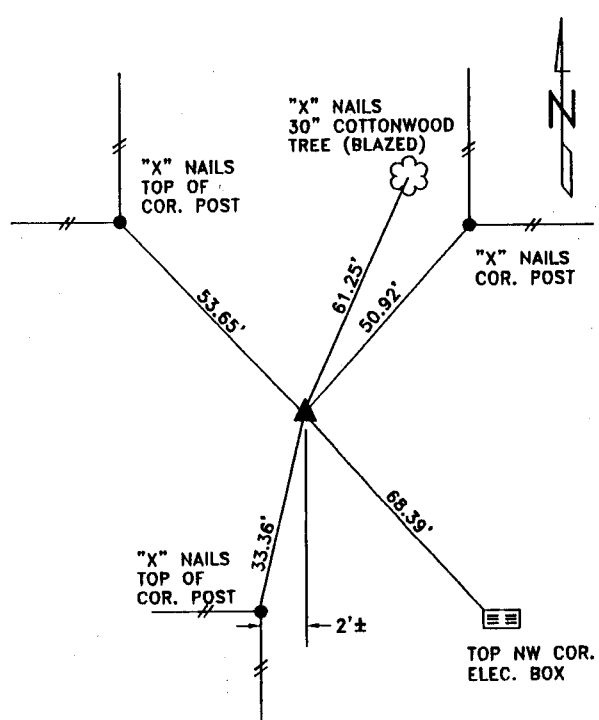 "X" NAILS
30" COTTONWOOD
TREE (BLAZED)
N
"X" NAILS
TOP OF
COR. POST
"X" NAILS
COR. POST
53.65'
61.25'
50.92'
33.36'
68.39'
"X" NAILS
TOP OF
COR. POST
2'±
TOP NW COR.
ELEC. BOX